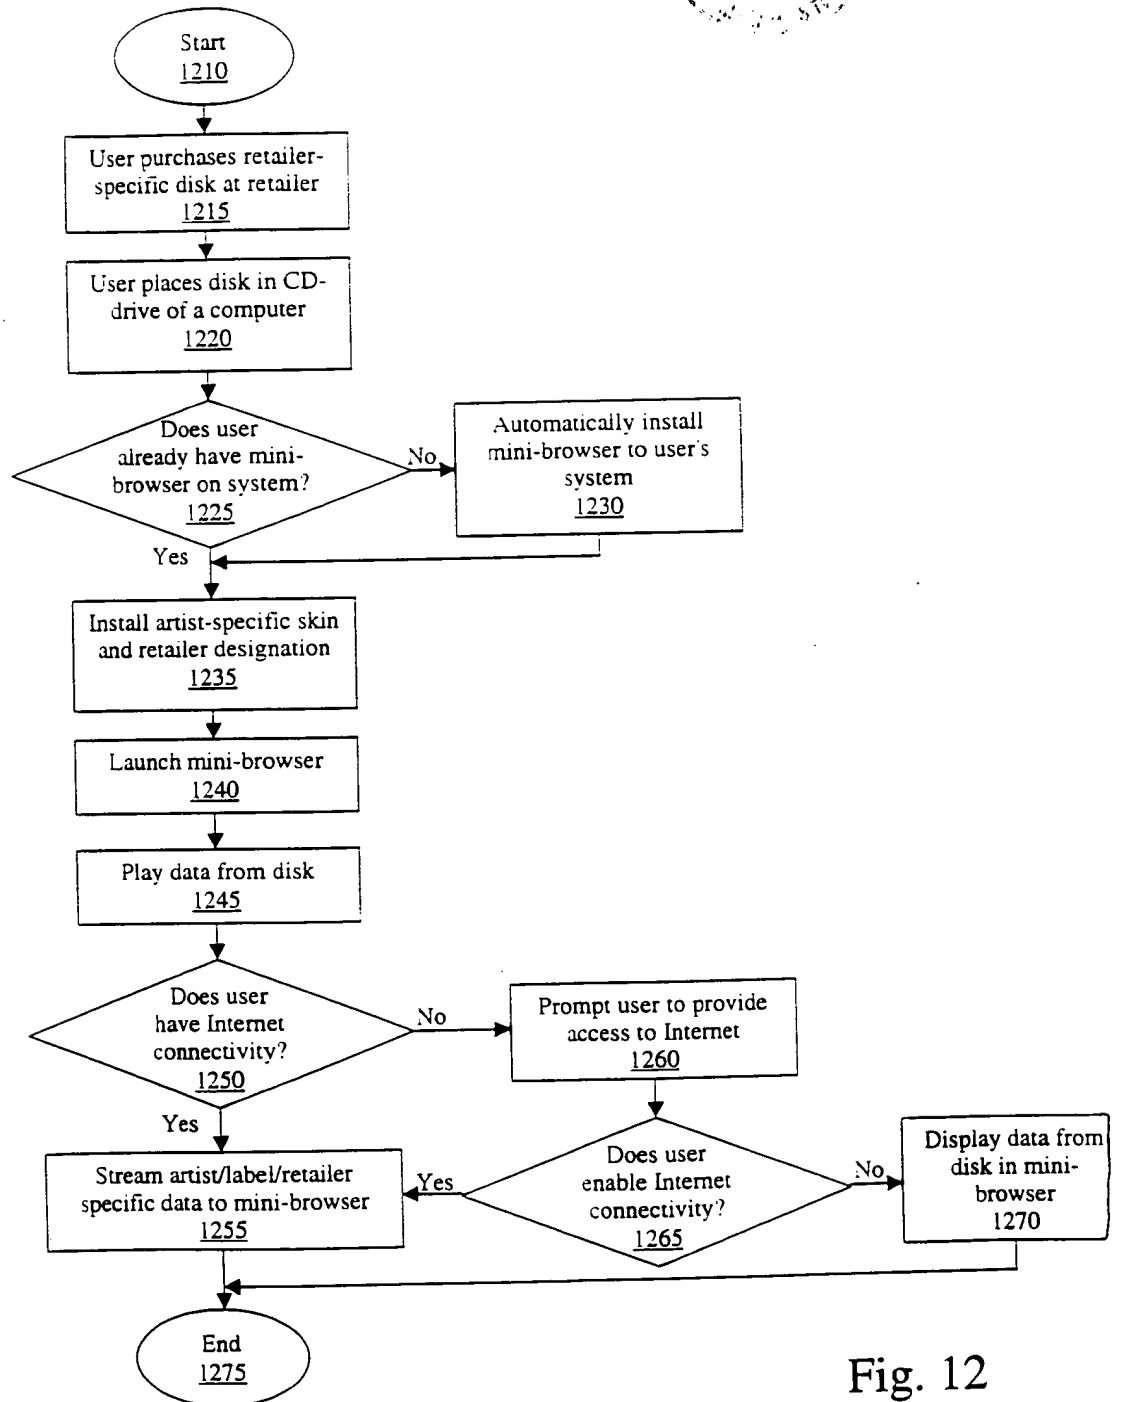 Start
1210
User purchases retailer-
specific disk at retailer
1215
User places disk in CD-
drive of a computer
1220
Does user
already have mini-
browser on system?
1225
No
Automatically install
mini-browser to user's
system
1230
Yes
Install artist-specific skin
and retailer designation
1235
Launch mini-browser
1240
Play data from disk
1245
Does user
have Internet
connectivity?
1250
No
Prompt user to provide
access to Internet
1260
Yes
Stream artist/label/retailer
specific data to mini-browser
1255
Yes
Does user
enable Internet
connectivity?
1265
No
Display data from
disk in mini-
browser
1270
End
1275
Fig. 12